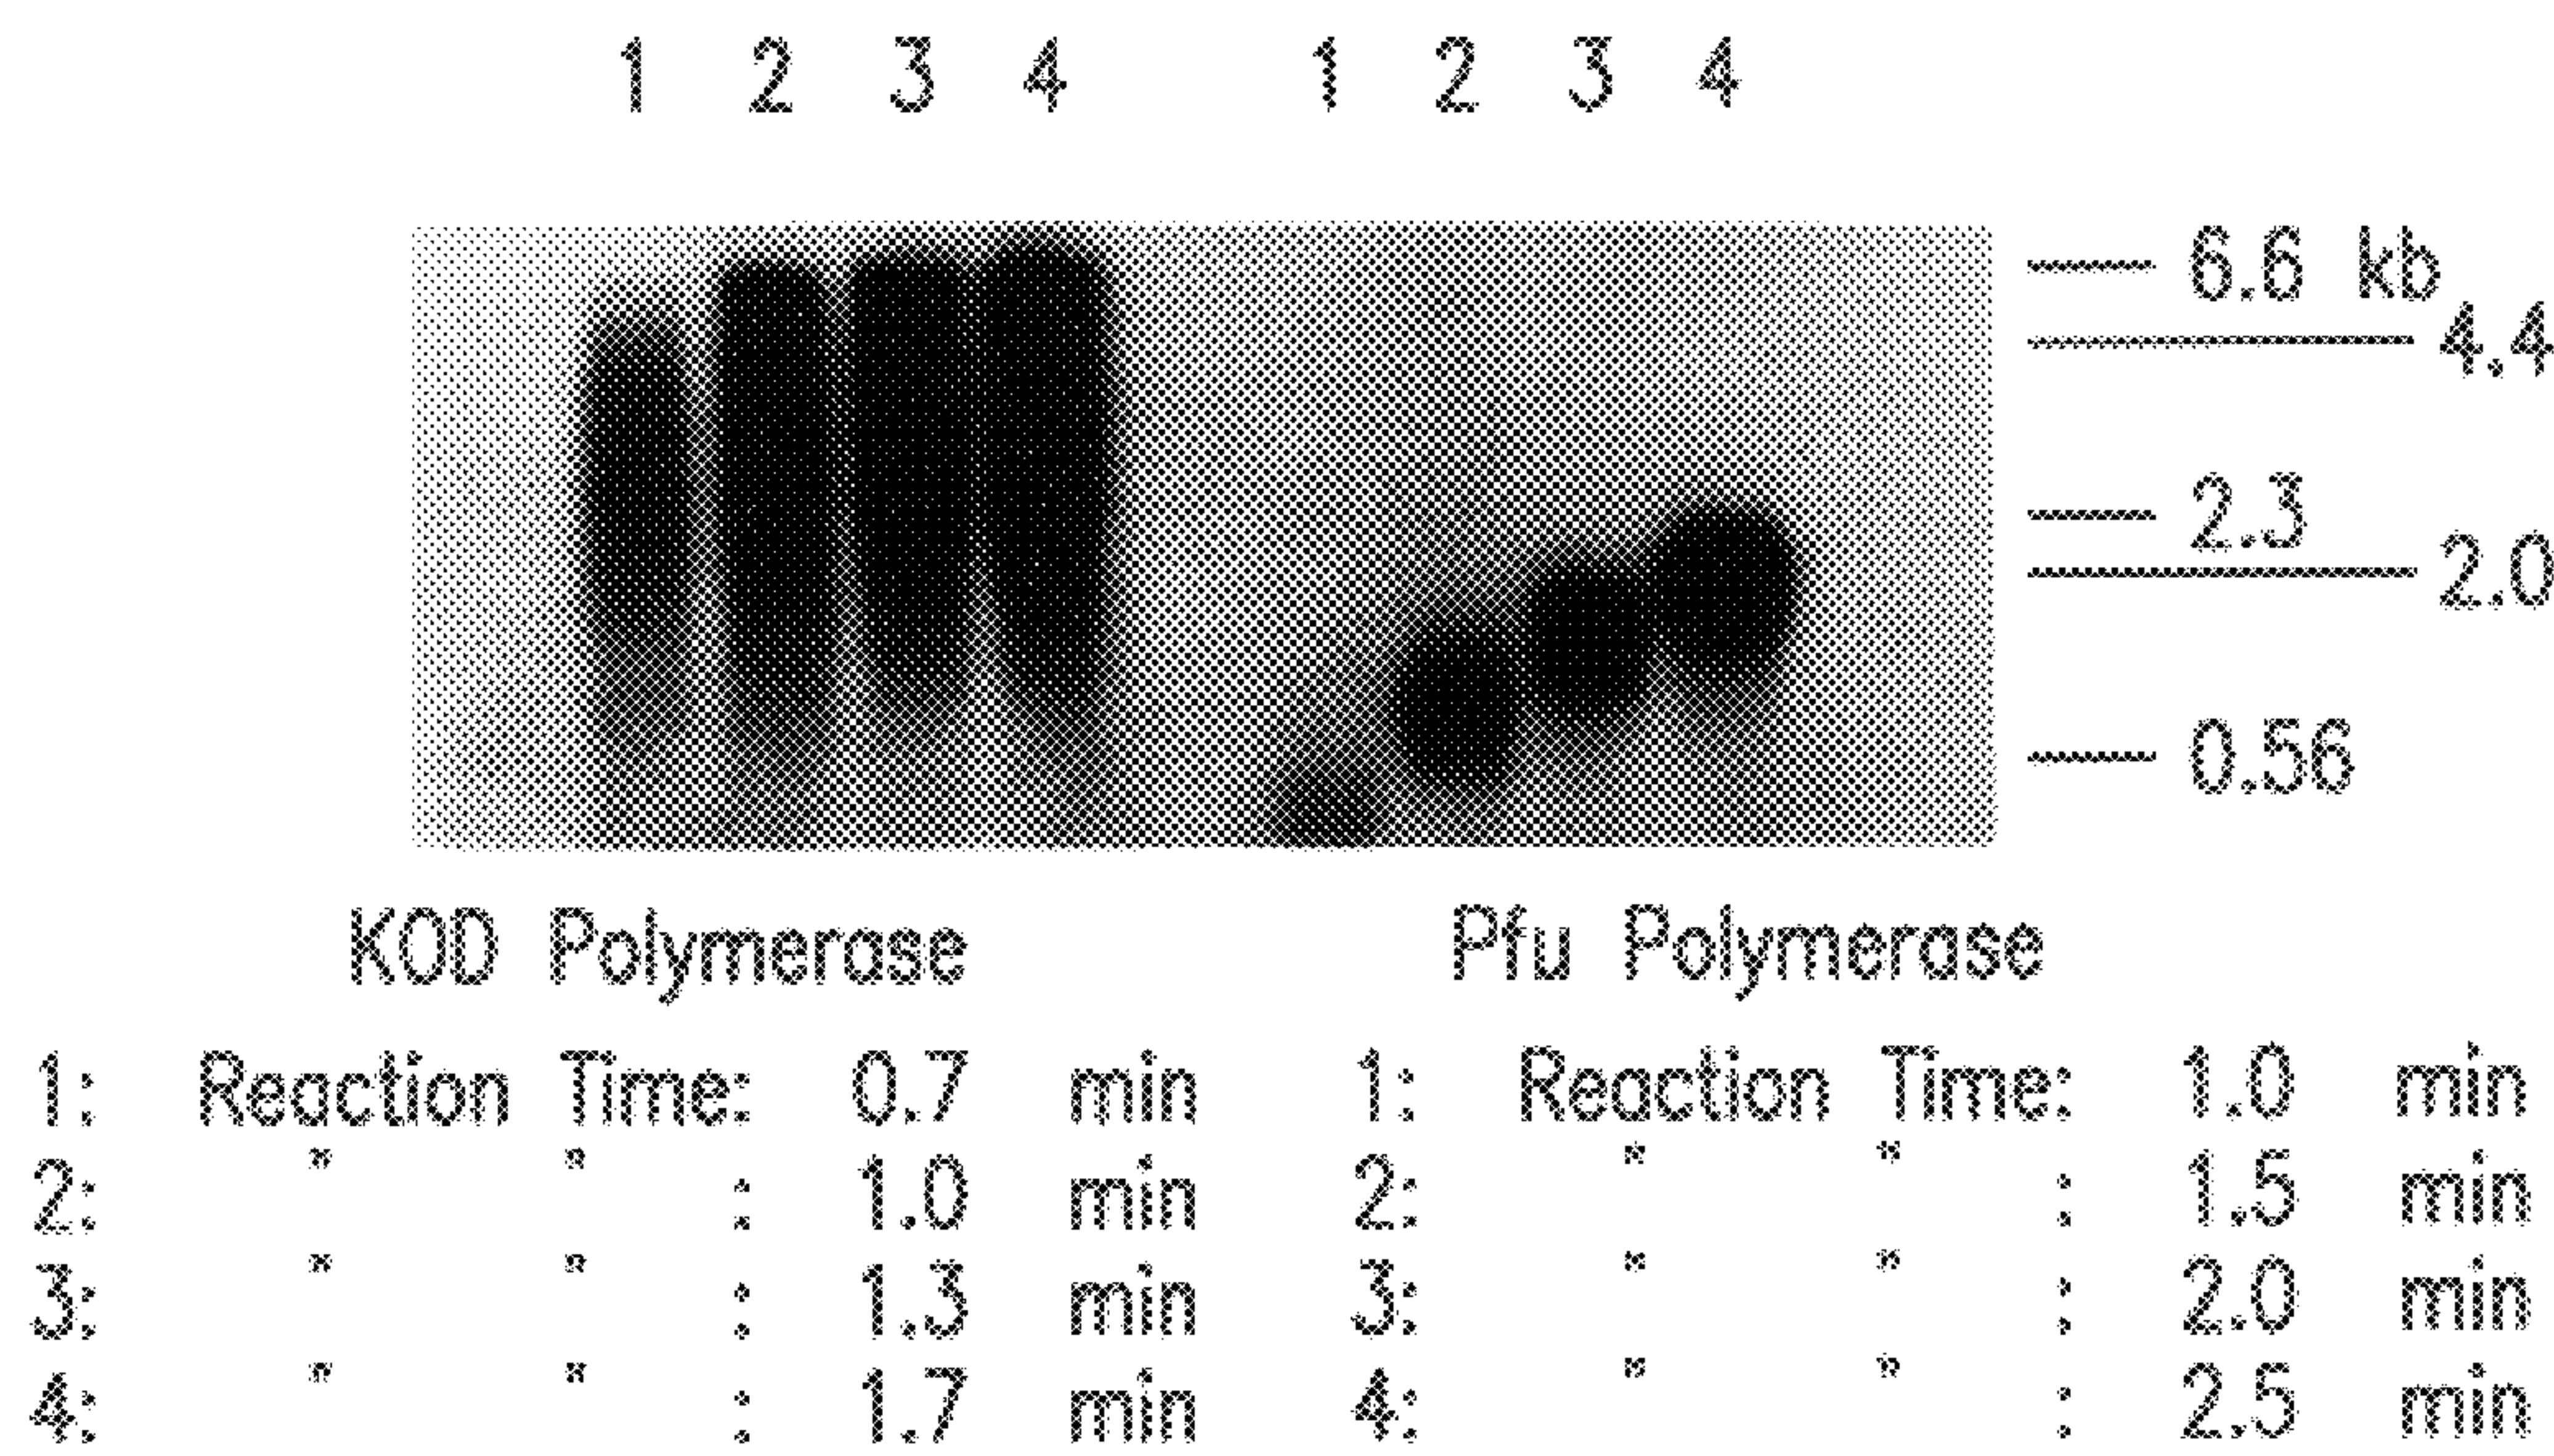 1 2 3 4 1 2 3 4
6.6 kb
4.4
2.3
2.0
0.56
KOD Polymerase Pfu Polymerase
1: Reaction Time: 0.7 min 1: Reaction Time: 1.0 min
2: " " : 1.0 min 2: " " : 1.5 min
3: " " : 1.3 min 3: " " : 2.0 min
4: " " : 1.7 min 4: " " : 2.5 min